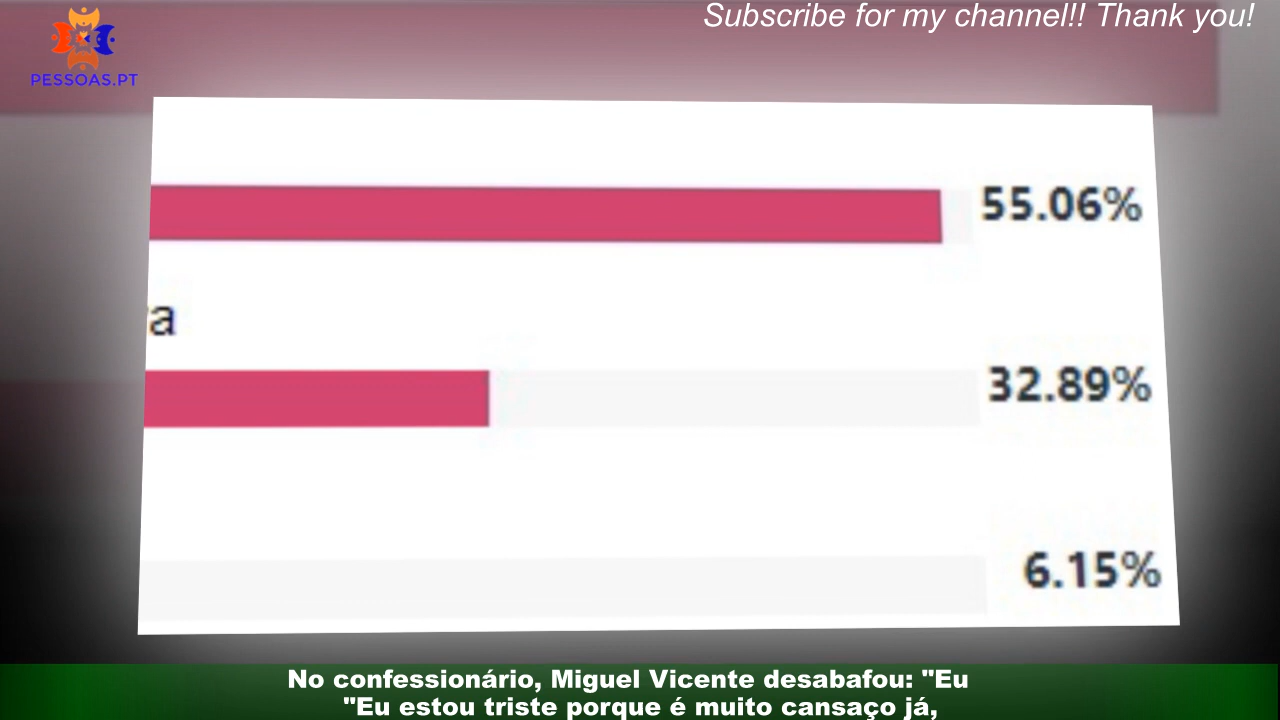 Subscribe for my channel!! Thank you!
PESSOAS.PT
55.06%
ra
32.89%
6.15%
No confessionário, Miguel Vicente desabafou: "Eu
"Eu estou triste porque é muito cansaço já,